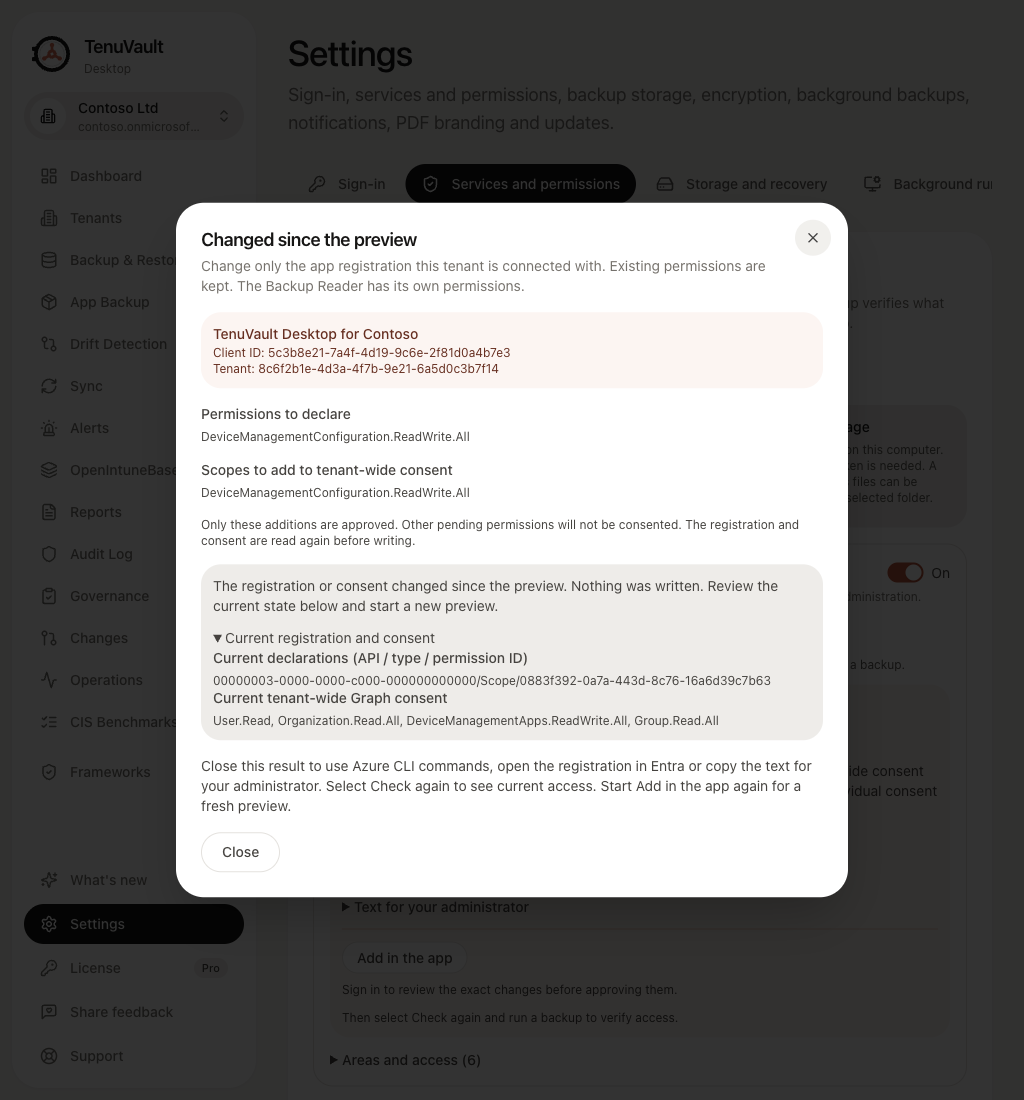 TenuVault
Desktop
Contoso Ltd
contoso.onmicrosof...
Dashboard
Tenants
Backup & Resto
App Backup
Drift Detection
Sync
Alerts
OpenIntuneBase
Reports
Audit Log
Governance
Changes
Operations
CIS Benchmarks
Frameworks
What's new
Settings
License
Pro
Share feedback
Support
Settings
Sign-in, services and permissions, backup storage, encryption, background backups,
notifications, PDF branding and updates.
Sign-in
Services and permissions
Storage and recovery
Background ru
Changed since the preview
Change only the app registration this tenant is connected with. Existing permissions are
kept. The Backup Reader has its own permissions.
TenuVault Desktop for Contoso
Client ID: 5c3b8e21-7a4f-4d19-9c6e-2f81d0a4b7e3
Tenant: 8c6f2b1e-4d3a-4f7b-9e21-6a5d0c3b7f14
Permissions to declare
DeviceManagementConfiguration.ReadWrite.All
Scopes to add to tenant-wide consent
DeviceManagementConfiguration.ReadWrite.All
Only these additions are approved. Other pending permissions will not be consented. The registration and
consent are read again before writing.
The registration or consent changed since the preview. Nothing was written. Review the
current state below and start a new preview.
Current registration and consent
Current declarations (API / type / permission ID)
00000003-0000-0000-c000-000000000000/Scope/0883f392-0a7a-443d-8c76-16a6d39c7b63
Current tenant-wide Graph consent
User.Read, Organization.Read.All, DeviceManagementApps.ReadWrite.All, Group.Read.All
Close this result to use Azure CLI commands, open the registration in Entra or copy the text for
your administrator. Select Check again to see current access. Start Add in the app again for a
fresh preview.
Close
p verifies what
age
on this computer.
ten is needed. A
files can be
selected folder.
On
dministration.
a backup.
ide consent
vidual consent
Text for your administrator
Add in the app
Sign in to review the exact changes before approving them.
Then select Check again and run a backup to verify access.
Areas and access (6)